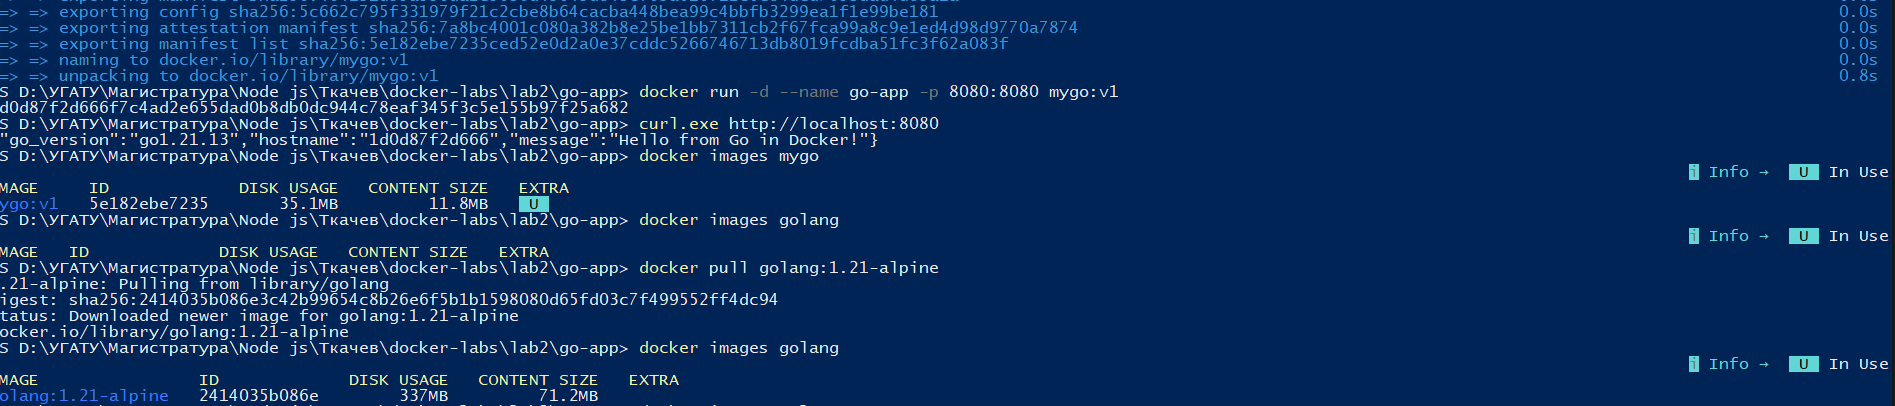 => => exporting config sha256:5c662c795f331979f21c2cbe8b64cacba448bea99c4bbfb3299ea1f1e99be181 0.0s
=> => exporting attestation manifest sha256:7a8bc4001c080a382b8e25be1bb7311cb2f67fca99a8c9e1ed4d98d9770a7874 0.0s
=> => exporting manifest list sha256:5e182ebe7235ced52e0d2a0e37cddc5266746713db8019fcdba51fc3f62a083f 0.0s
=> => naming to docker.io/library/mygo:v1 0.0s
=> => unpacking to docker.io/library/mygo:v1 0.8s
S D:\УГАТУ\Магистратура\Node js\Ткачев\docker-labs\lab2\go-app> docker run -d --name go-app -p 8080:8080 mygo:v1
d0d87f2d666f7c4ad2e655dad0b8db0dc944c78eaf345f3c5e155b97f25a682
S D:\УГАТУ\Магистратура\Node js\Ткачев\docker-labs\lab2\go-app> curl.exe http://localhost:8080
"go_version":"go1.21.13","hostname":"1d0d87f2d666","message":"Hello from Go in Docker!"}
S D:\УГАТУ\Магистратура\Node js\Ткачев\docker-labs\lab2\go-app> docker images mygo
i Info → U In Use
MAGE ID DISK USAGE CONTENT SIZE EXTRA
ygo:v1 5e182ebe7235 35.1MB 11.8MB U
S D:\УГАТУ\Магистратура\Node js\Ткачев\docker-labs\lab2\go-app> docker images golang
i Info → U In Use
MAGE ID DISK USAGE CONTENT SIZE EXTRA
S D:\УГАТУ\Магистратура\Node js\Ткачев\docker-labs\lab2\go-app> docker pull golang:1.21-alpine
.21-alpine: Pulling from library/golang
igest: sha256:2414035b086e3c42b99654c8b26e6f5b1b1598080d65fd03c7f499552ff4dc94
tatus: Downloaded newer image for golang:1.21-alpine
ocker.io/library/golang:1.21-alpine
S D:\УГАТУ\Магистратура\Node js\Ткачев\docker-labs\lab2\go-app> docker images golang
i Info → U In Use
MAGE ID DISK USAGE CONTENT SIZE EXTRA
olang:1.21-alpine 2414035b086e 337MB 71.2MB